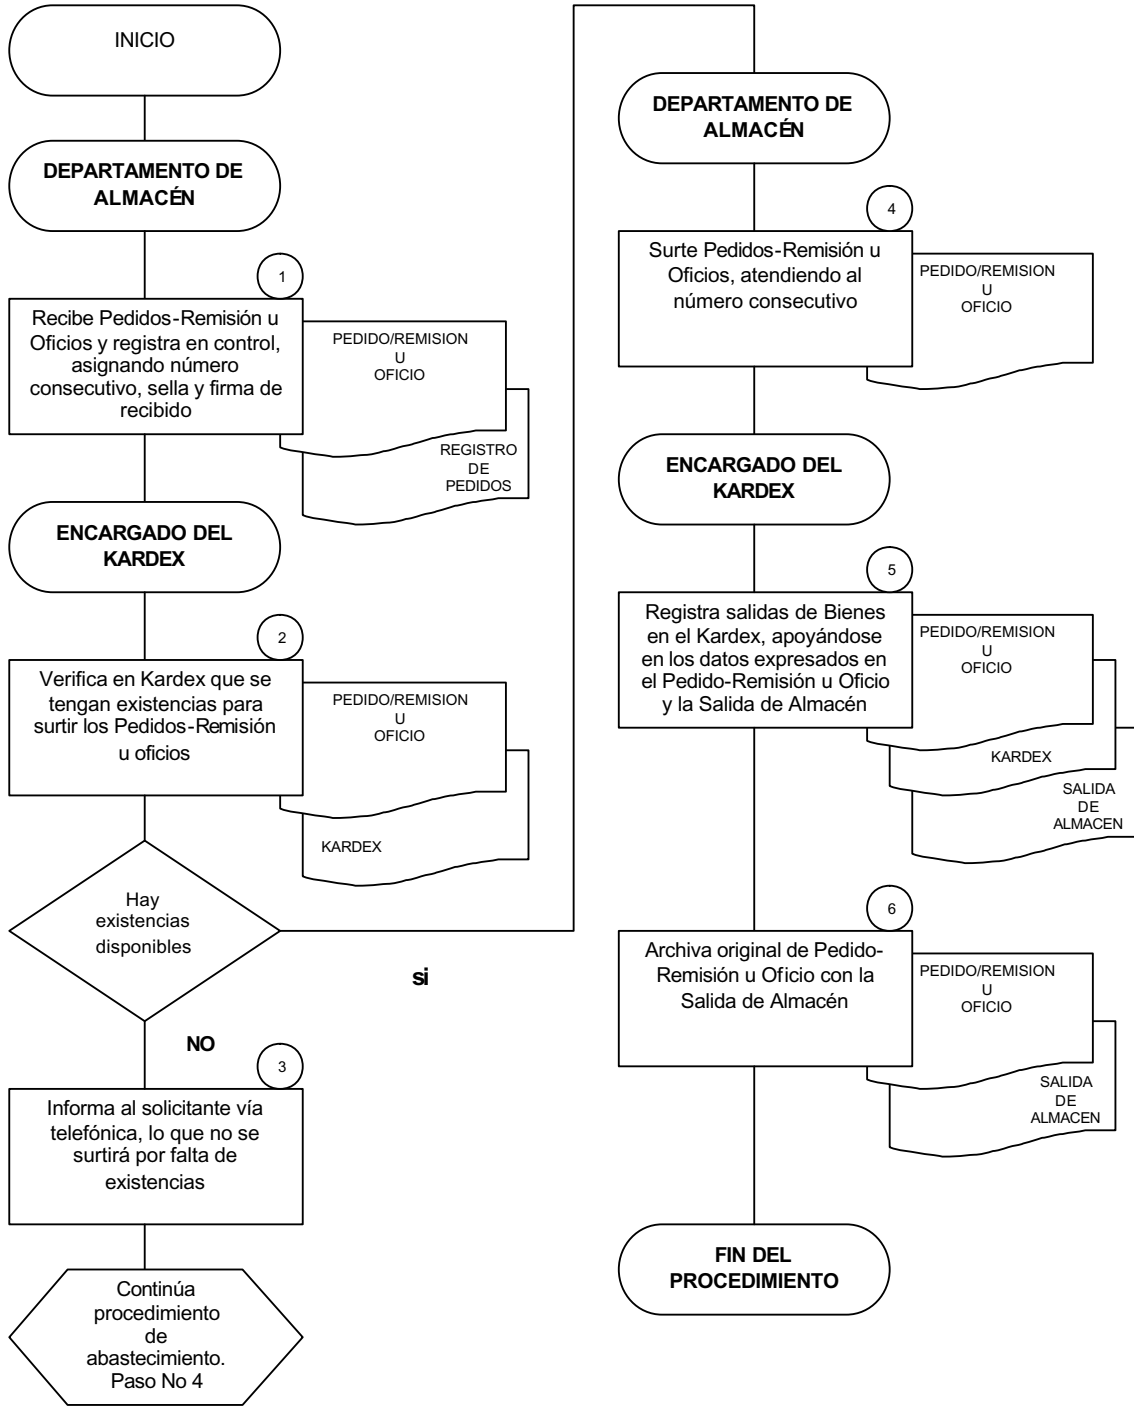 INICIO
DEPARTAMENTO DE
ALMACÉN
1
Recibe Pedidos-Remisión u
Oficios y registra en control,
asignando número
consecutivo, sella y firma de
recibido
PEDIDO/REMISION
U
OFICIO
REGISTRO
DE
PEDIDOS
ENCARGADO DEL
KARDEX
2
Verifica en Kardex que se
tengan existencias para
surtir los Pedidos-Remisión
u oficios
PEDIDO/REMISION
U
OFICIO
KARDEX
Hay
existencias
disponibles
si
NO
3
Informa al solicitante vía
telefónica, lo que no se
surtirá por falta de
existencias
Continúa
procedimiento
de
abastecimiento.
Paso No 4
DEPARTAMENTO DE
ALMACÉN
4
Surte Pedidos-Remisión u
Oficios, atendiendo al
número consecutivo
PEDIDO/REMISION
U
OFICIO
ENCARGADO DEL
KARDEX
5
Registra salidas de Bienes
en el Kardex, apoyándose
en los datos expresados en
el Pedido-Remisión u Oficio
y la Salida de Almacén
PEDIDO/REMISION
U
OFICIO
KARDEX
SALIDA
DE
ALMACEN
6
Archiva original de Pedido-
Remisión u Oficio con la
Salida de Almacén
PEDIDO/REMISION
U
OFICIO
SALIDA
DE
ALMACEN
FIN DEL
PROCEDIMIENTO